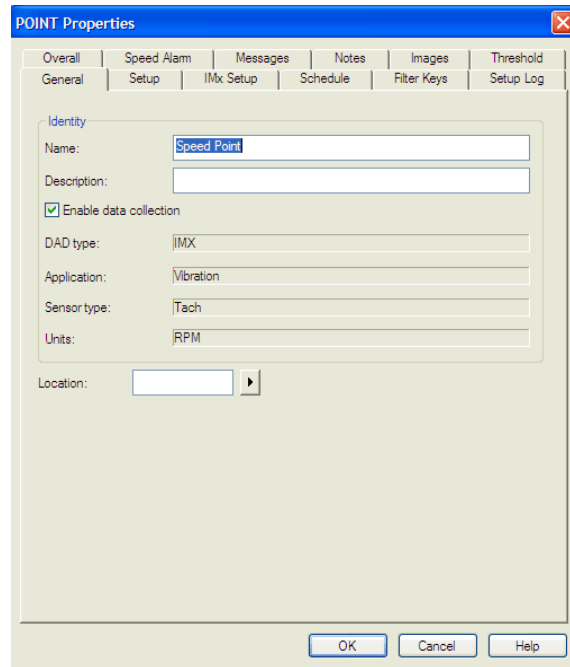 POINT Properties
Overall Speed Alarm Messages Notes Images Threshold
General Setup IMx Setup Schedule Filter Keys Setup Log
Identity
Name: Speed Point
Description:
Enable data collection
DAD type: IMX
Application: Vibration
Sensor type: Tach
Units: RPM
Location:
OK Cancel Help